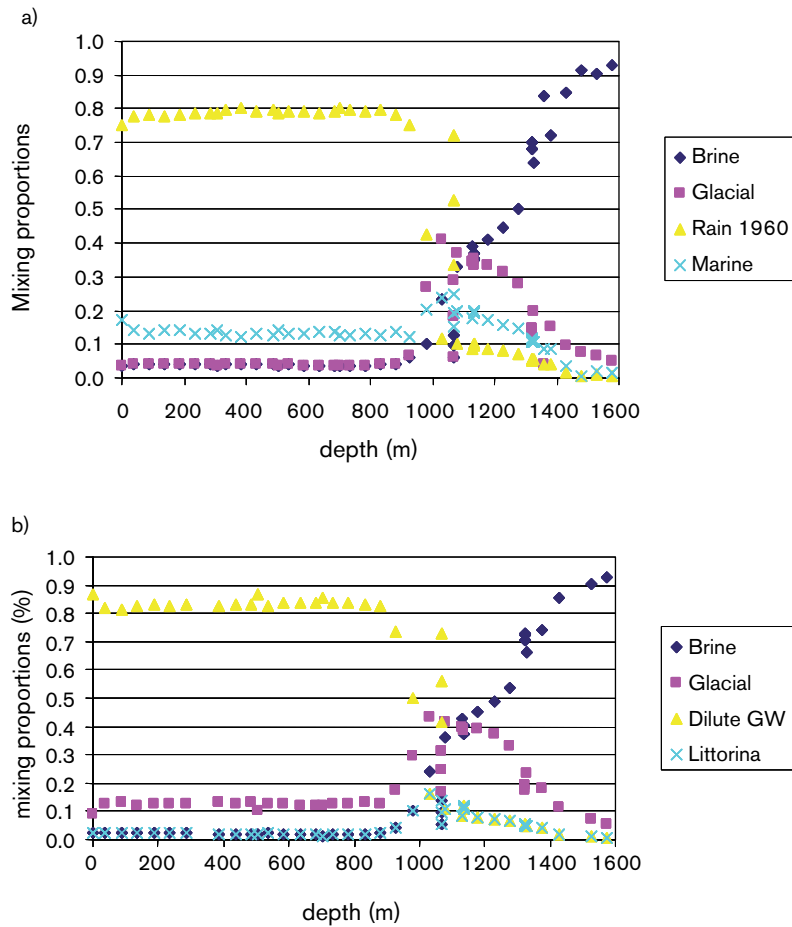 a)
1.0
0.9
0.8
0.7
0.6
0.5
0.4
0.3
0.2
0.1
0.0
Mixing proportions
0 200 400 600 800 1000 1200 1400 1600
depth (m)
Brine
Glacial
Rain 1960
Marine
b)
1.0
0.9
0.8
0.7
0.6
0.5
0.4
0.3
0.2
0.1
0.0
mixing proportions (%)
0 200 400 600 800 1000 1200 1400 1600
depth (m)
Brine
Glacial
Dilute GW
Littorina